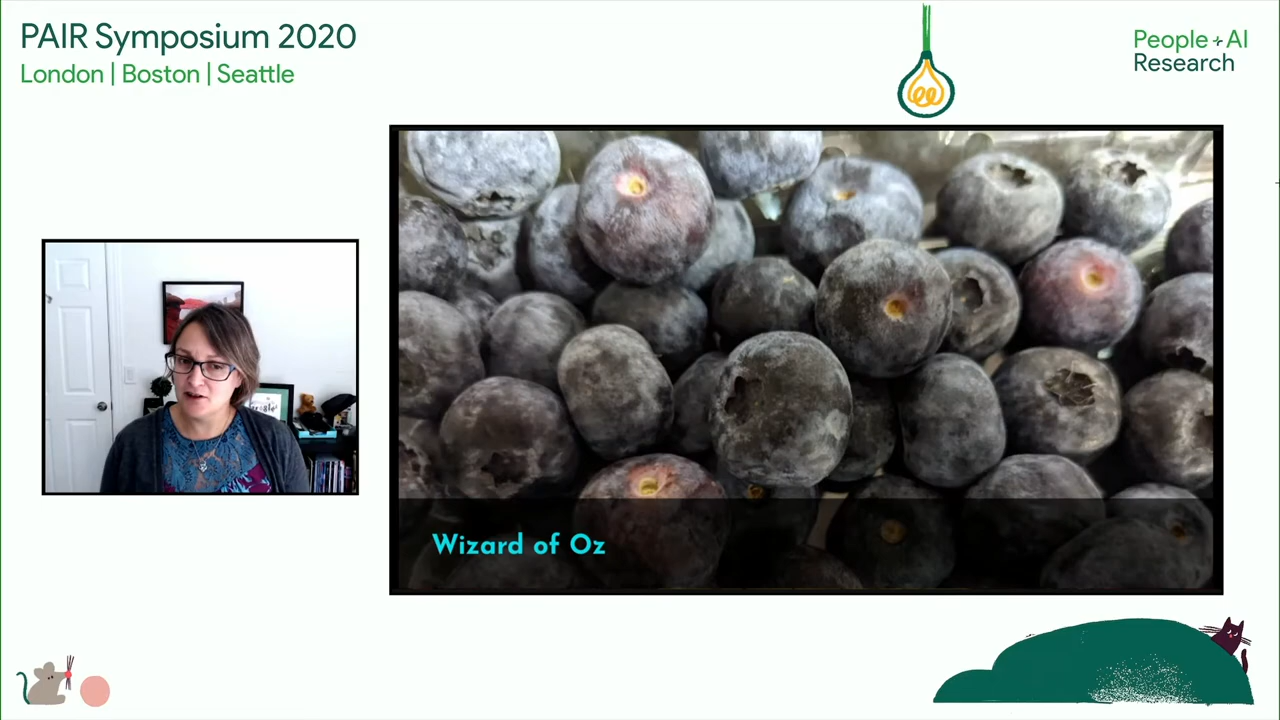 PAIR Symposium 2020
London | Boston | Seattle
People + AI
Research
Wizard of Oz